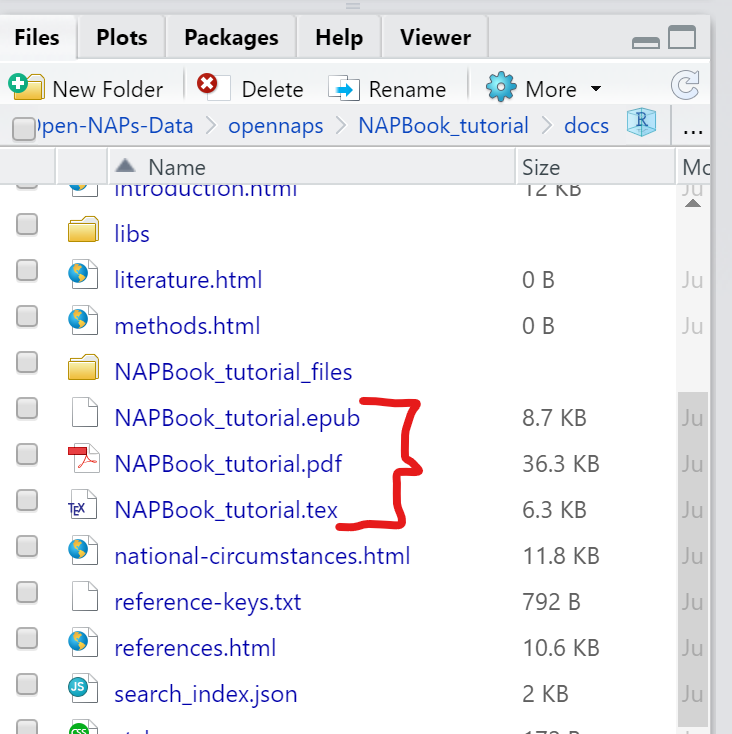 Files Plots Packages Help Viewer
New Folder Delete Rename More
Open-NAPs-Data opennaps NAPBook_tutorial docs R ...
Name Size Mo
introduction.html 12 KB Ju
libs
literature.html 0 B Ju
methods.html 0 B Ju
NAPBook_tutorial_files
NAPBook_tutorial.epub 8.7 KB Ju
NAPBook_tutorial.pdf 36.3 KB Ju
TEX NAPBook_tutorial.tex 6.3 KB Ju
national-circumstances.html 11.8 KB Ju
reference-keys.txt 792 B Ju
references.html 10.6 KB Ju
JS search_index.json 2 KB Ju